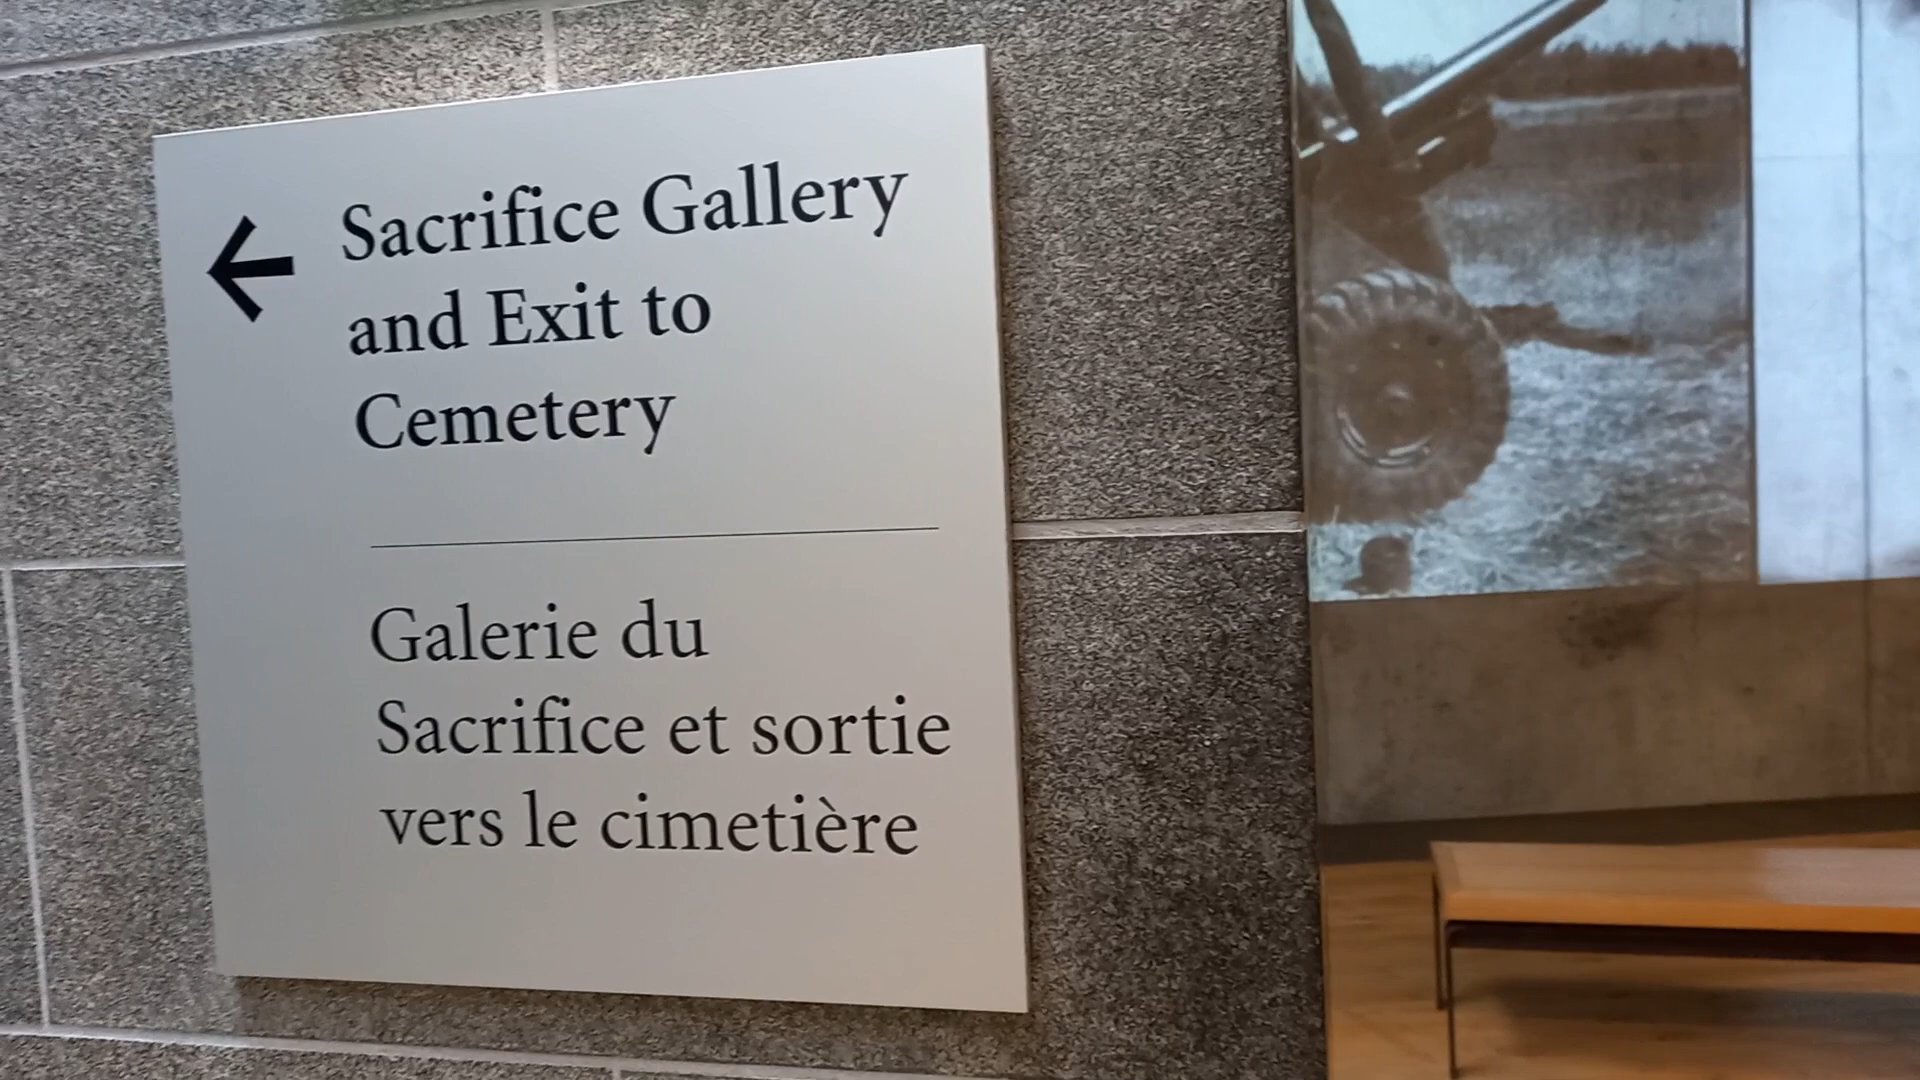 Sacrifice Gallery
and Exit to
Cemetery
Galerie du
Sacrifice et sortie
vers le cimetière